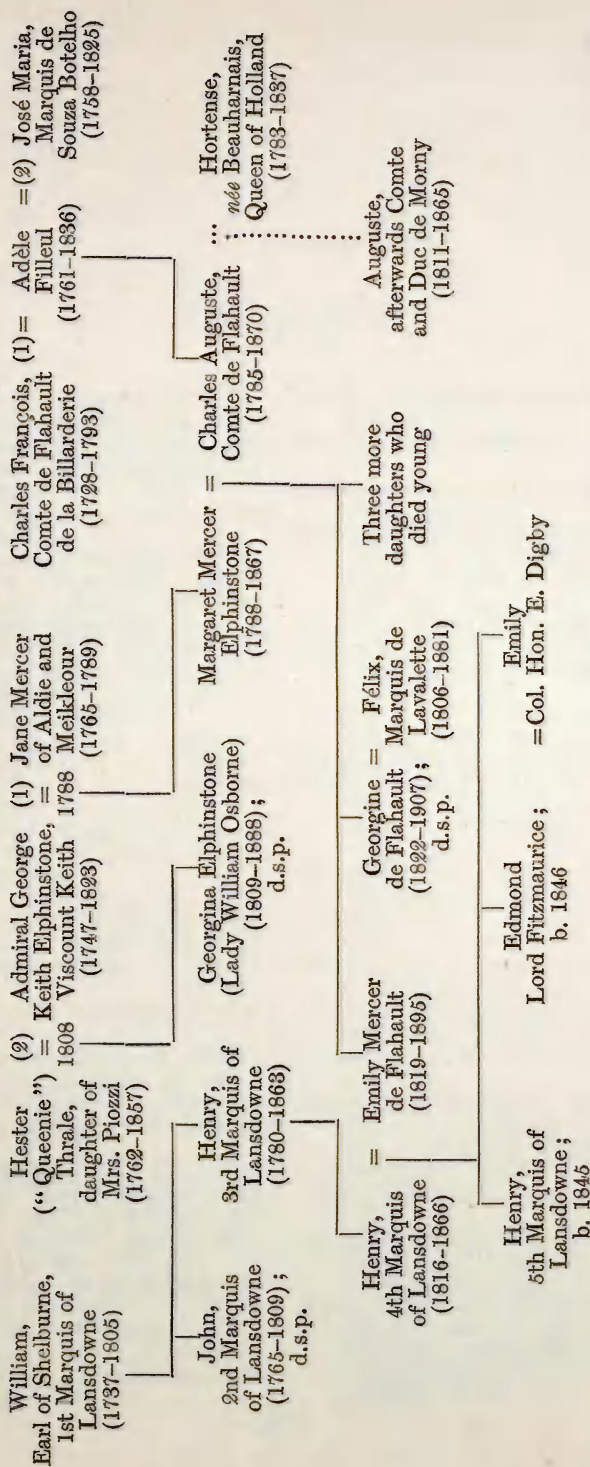 William,
Earl of Shelburne,
1st Marquis of
Lansdowne
(1737–1805)
Hester
("Queenie")
Thrale,
daughter of
Mrs. Piozzi
(1762–1857)
(2)
=
1808
Admiral George
Keith Elphinstone,
Viscount Keith
(1747–1823)
(1)
=
1788
Jane Mercer
of Aldie and
Meikleour
(1765–1789)
Charles François,
Comte de Flahault
de la Billarderie
(1728–1793)
(1) =
Adèle
Filleul
(1761–1836)
= (2)
José Maria,
Marquis de
Souza Botelho
(1758–1825)
John,
2nd Marquis
of Lansdowne
(1765–1809);
d.s.p.
Henry,
3rd Marquis of
Lansdowne
(1780–1863)
Georgina Elphinstone
(Lady William Osborne)
(1809–1888);
d.s.p.
Margaret Mercer
Elphinstone
(1788–1867)
=
Charles Auguste,
Comte de Flahault
(1785–1870)
...
Hortense,
née Beauharnais,
Queen of Holland
(1783–1837)
Henry,
4th Marquis
of Lansdowne
(1816–1866)
=
Emily Mercer
de Flahault
(1819–1895)
Georgine
de Flahault
(1822–1907);
d.s.p.
=
Félix,
Marquis de
Lavalette
(1806–1881)
Three more
daughters who
died young
Auguste,
afterwards Comte
and Duc de Morny
(1811–1865)
Henry,
5th Marquis of
Lansdowne;
b. 1845
Edmond
Lord Fitzmaurice;
b. 1846
Emily
=Col. Hon. E. Digby